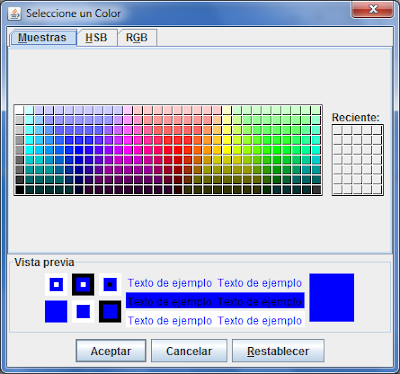 Seleccione un Color
Muestras HSB RGB
Reciente:
Vista previa
Texto de ejemplo Texto de ejemplo
Texto de ejemplo Texto de ejemplo
Texto de ejemplo Texto de ejemplo
Aceptar Cancelar Restablecer